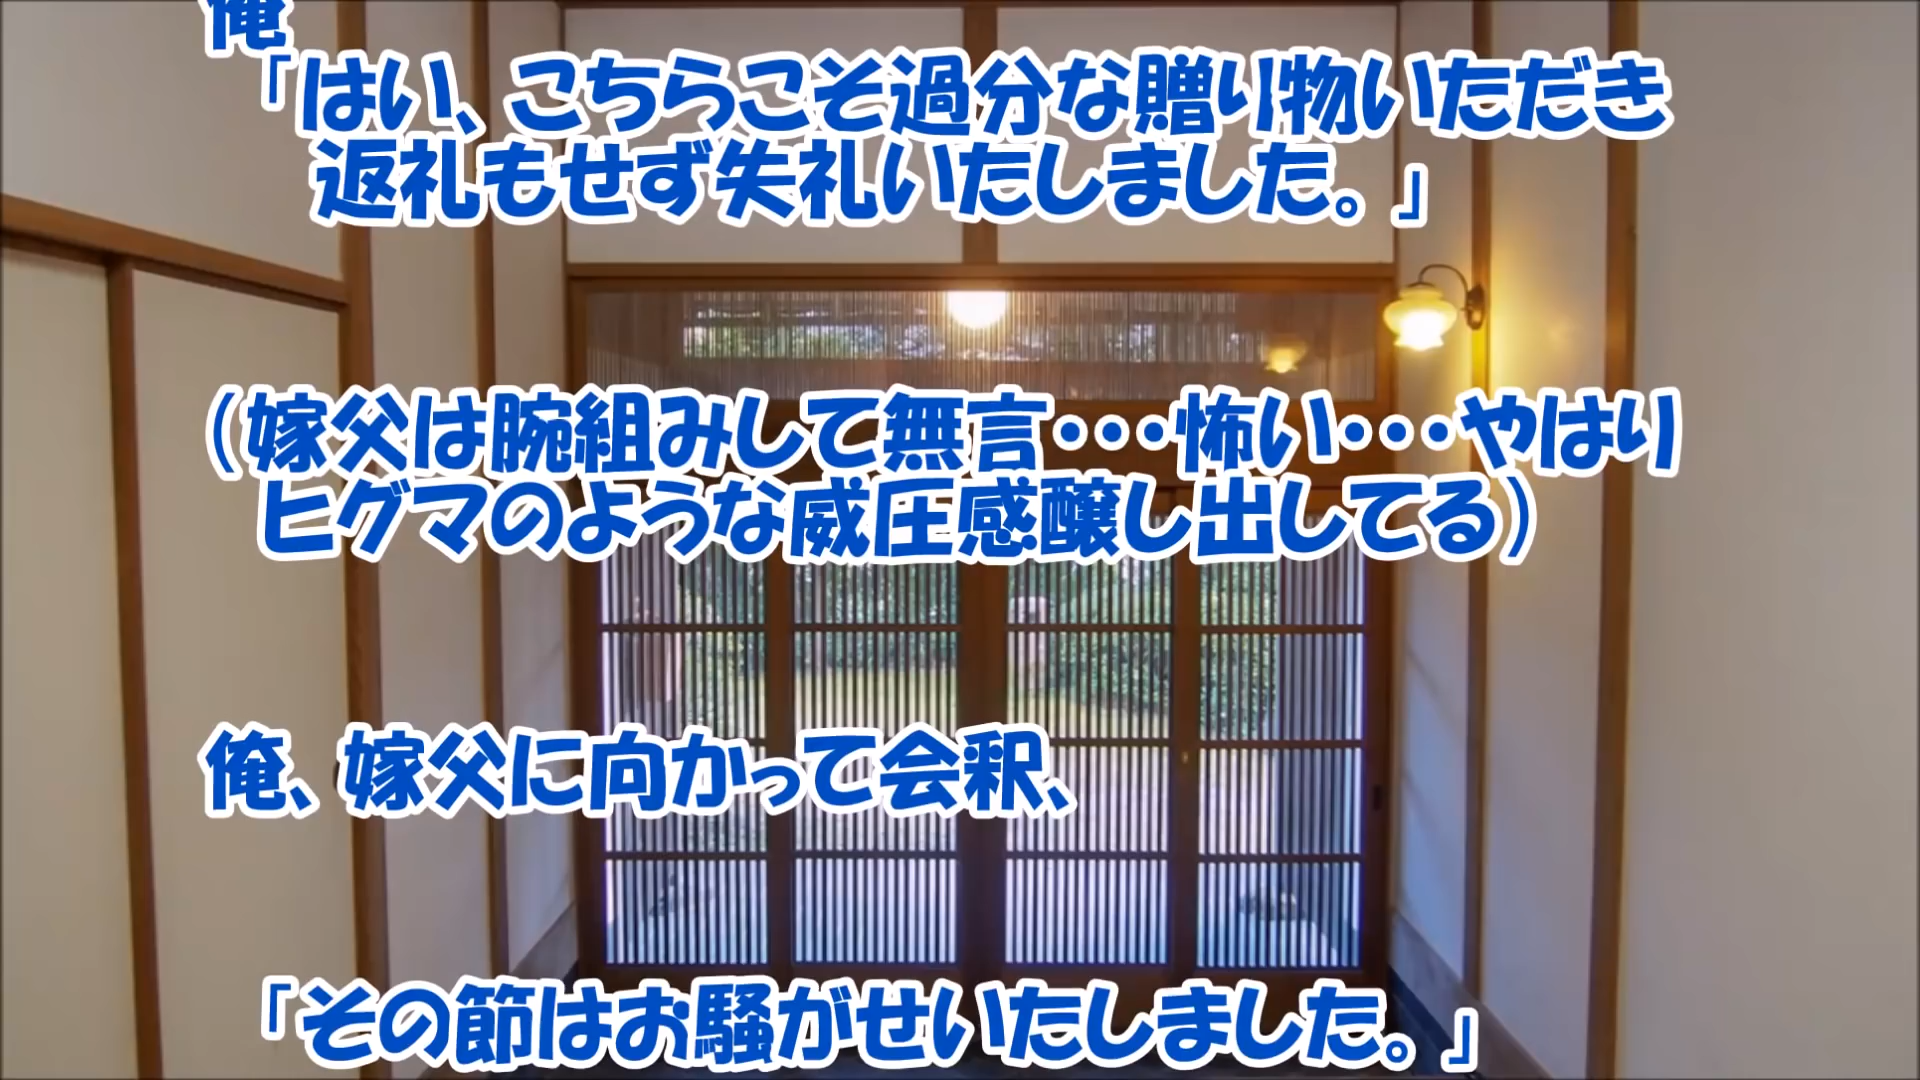 俺
「はい、こちらこそ過分な贈り物いただき
返礼もせず失礼いたしました。」
（嫁父は腕組みして無言・・・怖い・・・やはり
ヒグマのような威圧感醸し出してる）
俺、嫁父に向かって会釈、
「その節はお騒がせいたしました。」